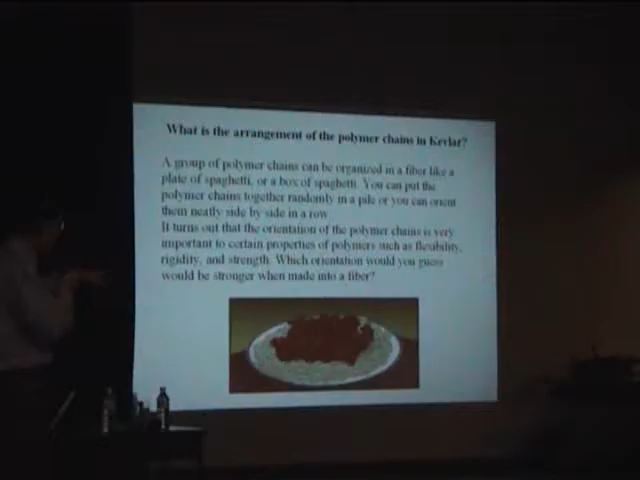 What is the arrangement of the polymer chains in Kevlar?
A group of polymer chains can be organized in a fiber like a
plate of spaghetti, or a box of spaghetti. You can put the
polymer chains together randomly in a pile or you can orient
them neatly side by side in a row
It turns out that the orientation of the polymer chains is very
important to certain properties of polymers such as flexibility,
rigidity, and strength. Which orientation would you guess
would be stronger when made into a fiber?